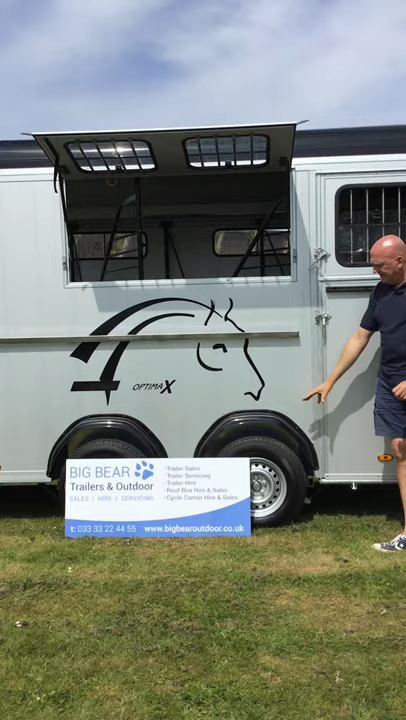 OPTIMA X
BIG BEAR
Trailers & Outdoor
SALES | HIRE | SERVICING
· Trailer Sales
· Trailer Servicing
· Trailer Hire
· Roof Box Hire & Sales
· Cycle Carrier Hire & Sales
t: 033 33 22 44 55 www.bigbearoutdoor.co.uk